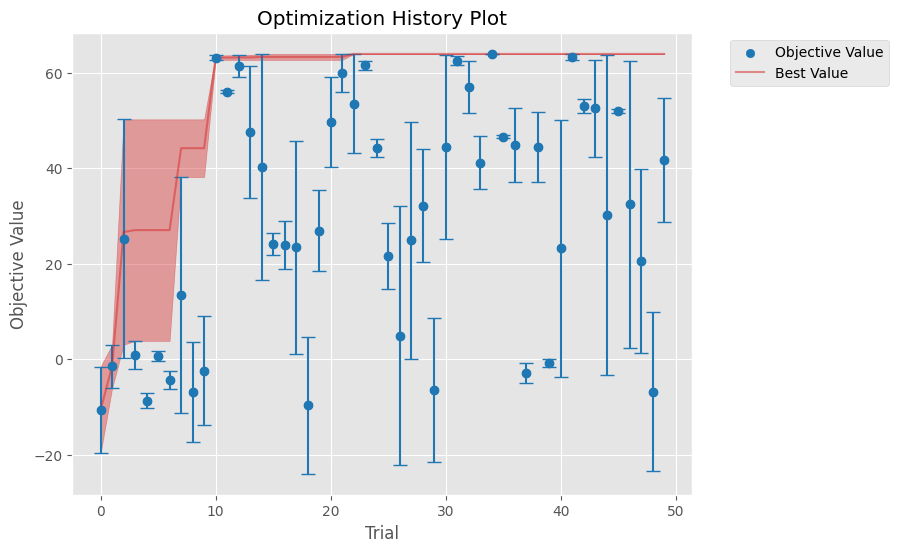 Optimization History Plot
Objective Value
Best Value
Objective Value
60
40
20
0
−20
0 10 20 30 40 50
Trial